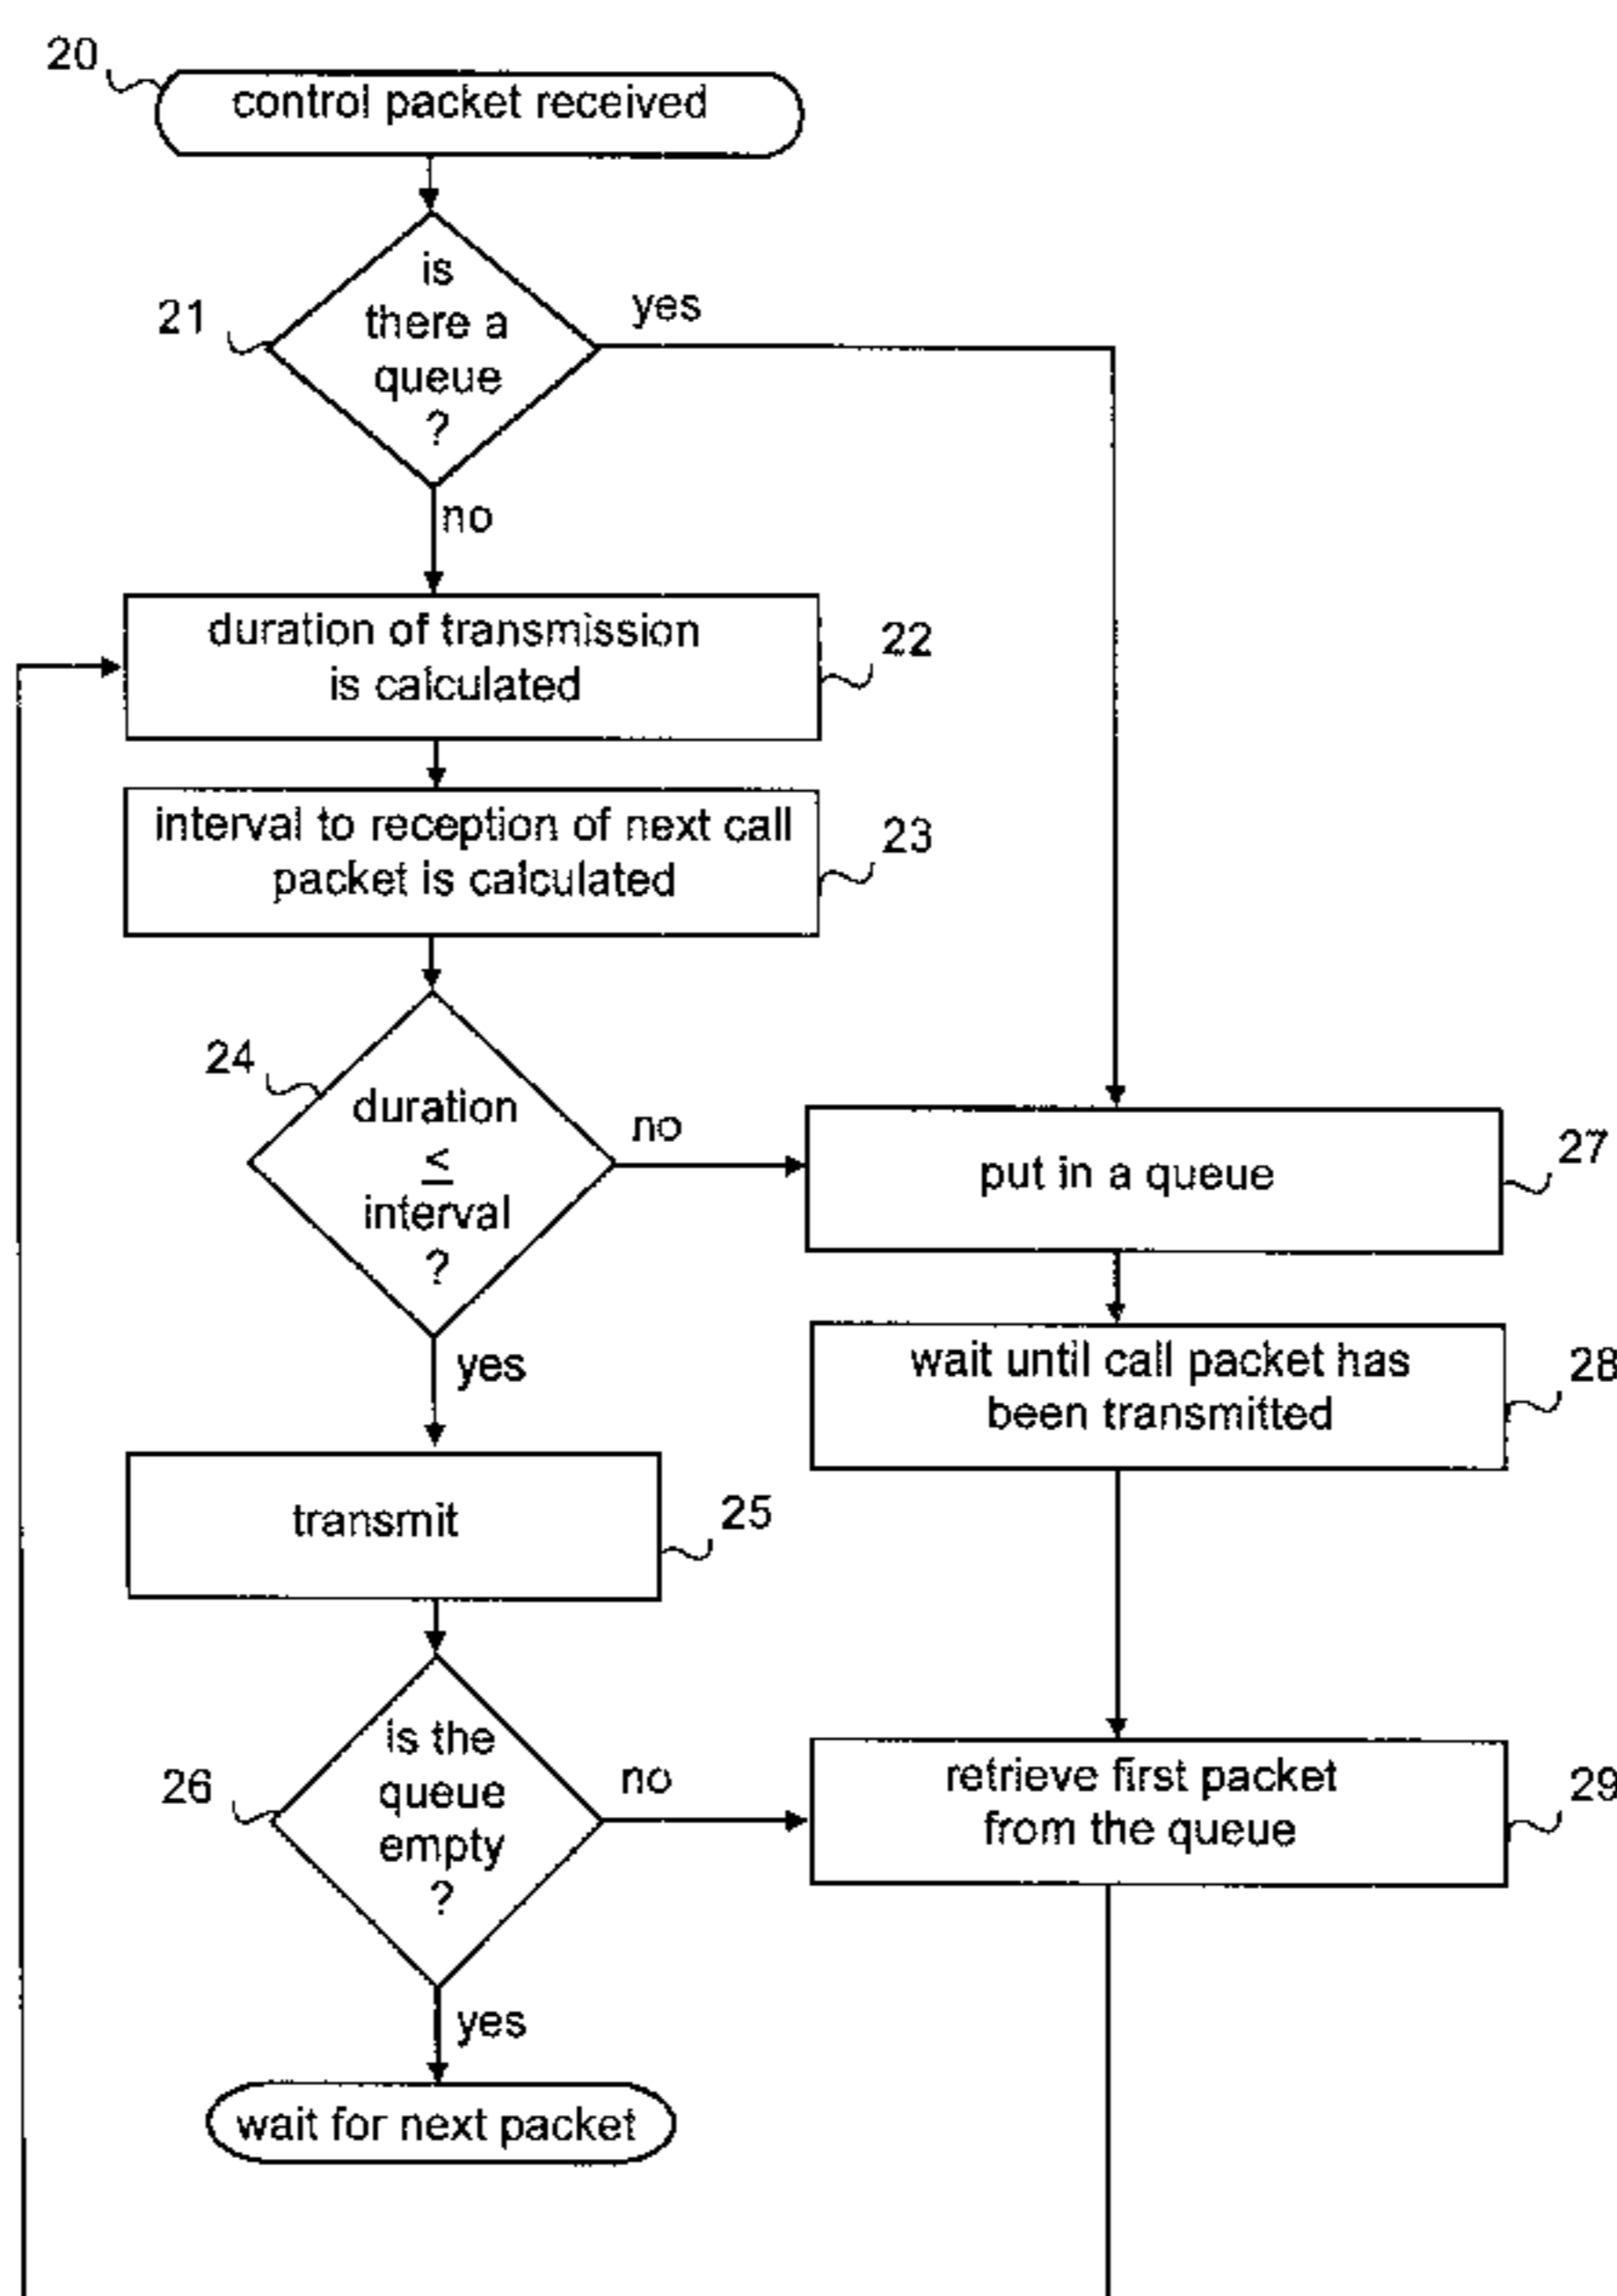 20
control packet received
21
is
there a
queue
?
yes
no
duration of transmission
is calculated
22
interval to reception of next call
packet is calculated
23
24
duration
≤
interval
?
no
put in a queue
27
yes
wait until call packet has
been transmitted
28
transmit
25
26
is the
queue
empty
?
no
retrieve first packet
from the queue
29
yes
wait for next packet